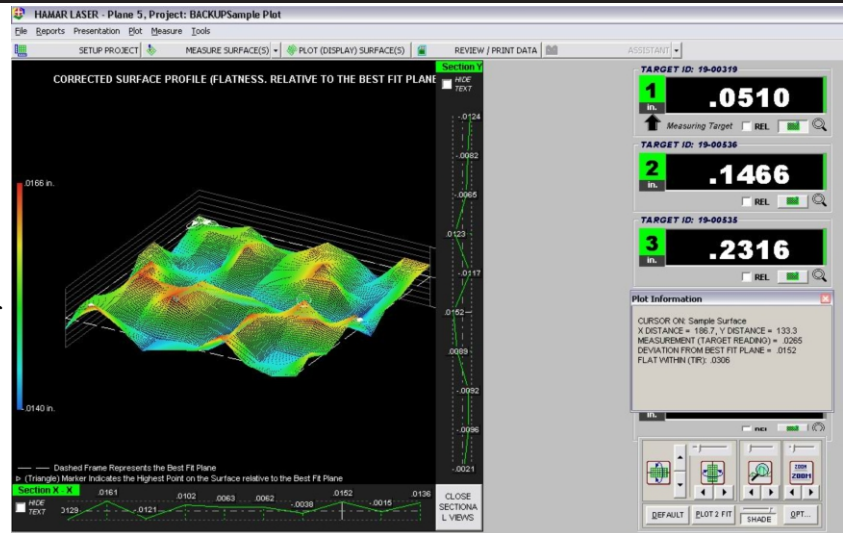 HAMAR LASER - Plane 5, Project: BACKUPSample Plot
File Reports Presentation Plot Measure Tools
SETUP PROJECT MEASURE SURFACE(S) PLOT (DISPLAY) SURFACE(S) REVIEW / PRINT DATA ASSISTANT
CORRECTED SURFACE PROFILE (FLATNESS. RELATIVE TO THE BEST FIT PLANE
Section Y
HIDE
TEXT
-.0124
-.0082
.0065
.0123
-.0117
.0152
.0089
-.0092
-.0096
-.0021
.0166 in.
.0140 in.
Dashed Frame Represents the Best Fit Plane
(Triangle) Marker Indicates the Highest Point on the Surface relative to the Best Fit Plane
Section X - X
HIDE
TEXT
.0161 .0102 .0063 .0062 -.0038 .0152 -.0015 .0136
-.0121
CLOSE
SECTIONA
L VIEWS
TARGET ID: 19-00319
1
in.
.0510
Measuring Target REL
TARGET ID: 19-00536
2
in.
.1466
REL
TARGET ID: 19-00535
3
in.
.2316
REL
Plot Information
CURSOR ON: Sample Surface
X DISTANCE = 186.7, Y DISTANCE = 133.3
MEASUREMENT (TARGET READING) = .0265
DEVIATION FROM BEST FIT PLANE = .0152
FLAT WITHIN (TIR): .0306
in.
ZOOM
ZOOM
DEFAULT PLOT 2 FIT SHADE OPT...